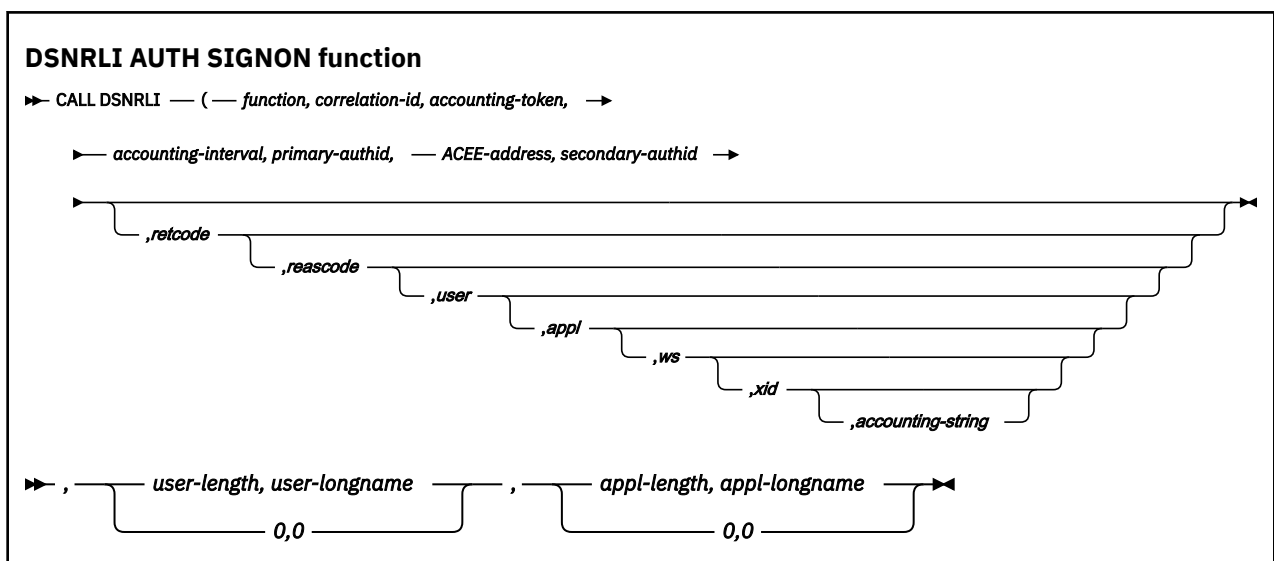 DSNRLI AUTH SIGNON function
CALL DSNRLI ( function, correlation-id, accounting-token,
accounting-interval, primary-authid, ACEE-address, secondary-authid
,retcode
,reascode
,user
,appl
,ws
,xid
,accounting-string
, user-length, user-longname , appl-length, appl-longname
0,0 0,0